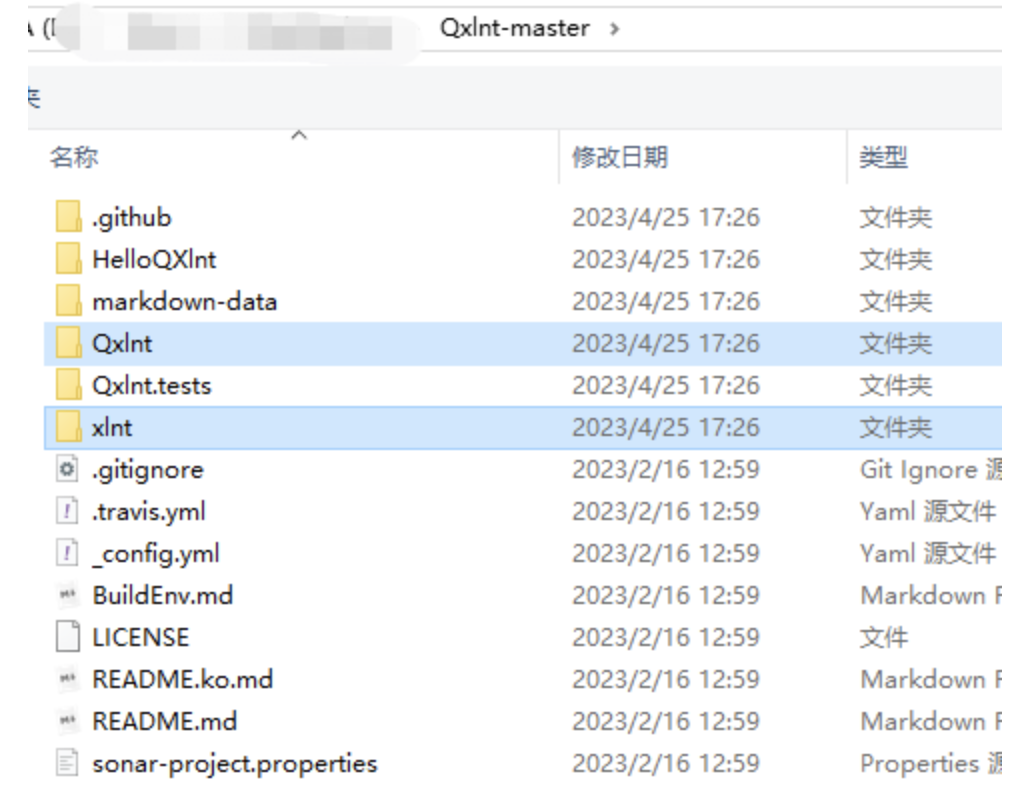 Qxlnt-master >
夹
名称 修改日期 类型
.github 2023/4/25 17:26 文件夹
HelloQXlnt 2023/4/25 17:26 文件夹
markdown-data 2023/4/25 17:26 文件夹
Qxlnt 2023/4/25 17:26 文件夹
Qxlnt.tests 2023/4/25 17:26 文件夹
xlnt 2023/4/25 17:26 文件夹
.gitignore 2023/2/16 12:59 Git Ignore 源
.travis.yml 2023/2/16 12:59 Yaml 源文件
_config.yml 2023/2/16 12:59 Yaml 源文件
BuildEnv.md 2023/2/16 12:59 Markdown F
LICENSE 2023/2/16 12:59 文件
README.ko.md 2023/2/16 12:59 Markdown F
README.md 2023/2/16 12:59 Markdown F
sonar-project.properties 2023/2/16 12:59 Properties 源